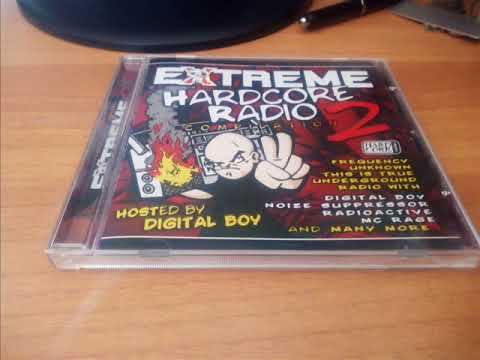 EXTREME
HARDCORE
RADIO 2
COMPILATION
FREQUENCY
UNKNOWN
THIS IS TRUE
UNDERGROUND
RADIO WITH
DIGITAL BOY
NOIZE SUPPRESSOR
RADIOACTIVE
MC RAGE
AND MANY MORE
HOSTED BY
DIGITAL BOY
EXTREME